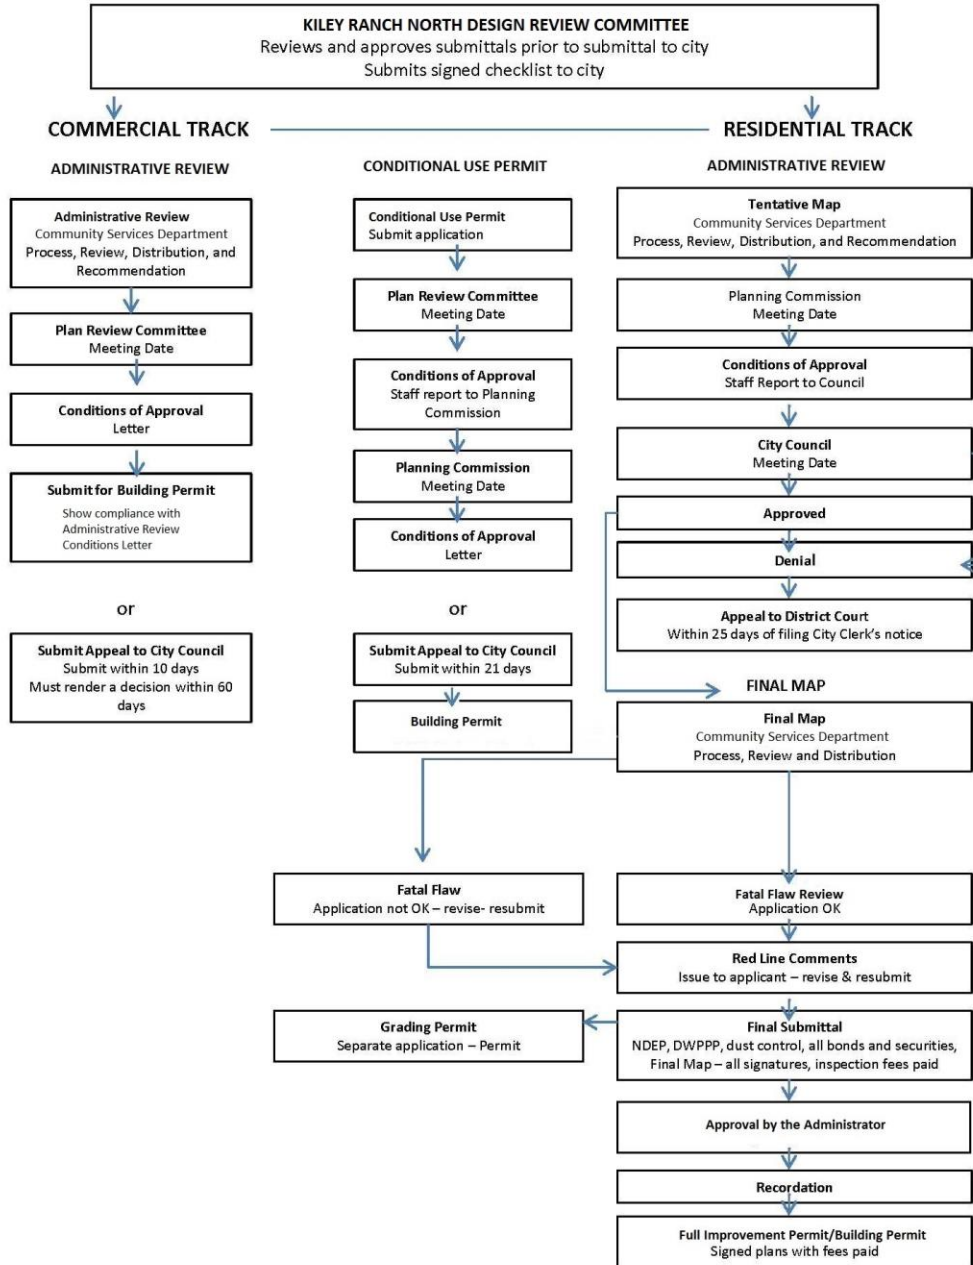 KILEY RANCH NORTH DESIGN REVIEW COMMITTEE
Reviews and approves submittals prior to submittal to city
Submits signed checklist to city
COMMERCIAL TRACK
RESIDENTIAL TRACK
ADMINISTRATIVE REVIEW
Administrative Review
Community Services Department
Process, Review, Distribution, and
Recommendation
Plan Review Committee
Meeting Date
Conditions of Approval
Letter
Submit for Building Permit
Show compliance with
Administrative Review
Conditions Letter
or
Submit Appeal to City Council
Submit within 10 days
Must render a decision within 60
days
CONDITIONAL USE PERMIT
Conditional Use Permit
Submit application
Plan Review Committee
Meeting Date
Conditions of Approval
Staff report to Planning
Commission
Planning Commission
Meeting Date
Conditions of Approval
Letter
or
Submit Appeal to City Council
Submit within 21 days
Building Permit
ADMINISTRATIVE REVIEW
Tentative Map
Community Services Department
Process, Review, Distribution, and Recommendation
Planning Commission
Meeting Date
Conditions of Approval
Staff Report to Council
City Council
Meeting Date
Approved
Denial
Appeal to District Court
Within 25 days of filing City Clerk's notice
FINAL MAP
Final Map
Community Services Department
Process, Review and Distribution
Fatal Flaw
Application not OK – revise- resubmit
Fatal Flaw Review
Application OK
Red Line Comments
Issue to applicant – revise & resubmit
Grading Permit
Separate application – Permit
Final Submittal
NDEP, DWPPP, dust control, all bonds and securities,
Final Map – all signatures, inspection fees paid
Approval by the Administrator
Recordation
Full Improvement Permit/Building Permit
Signed plans with fees paid